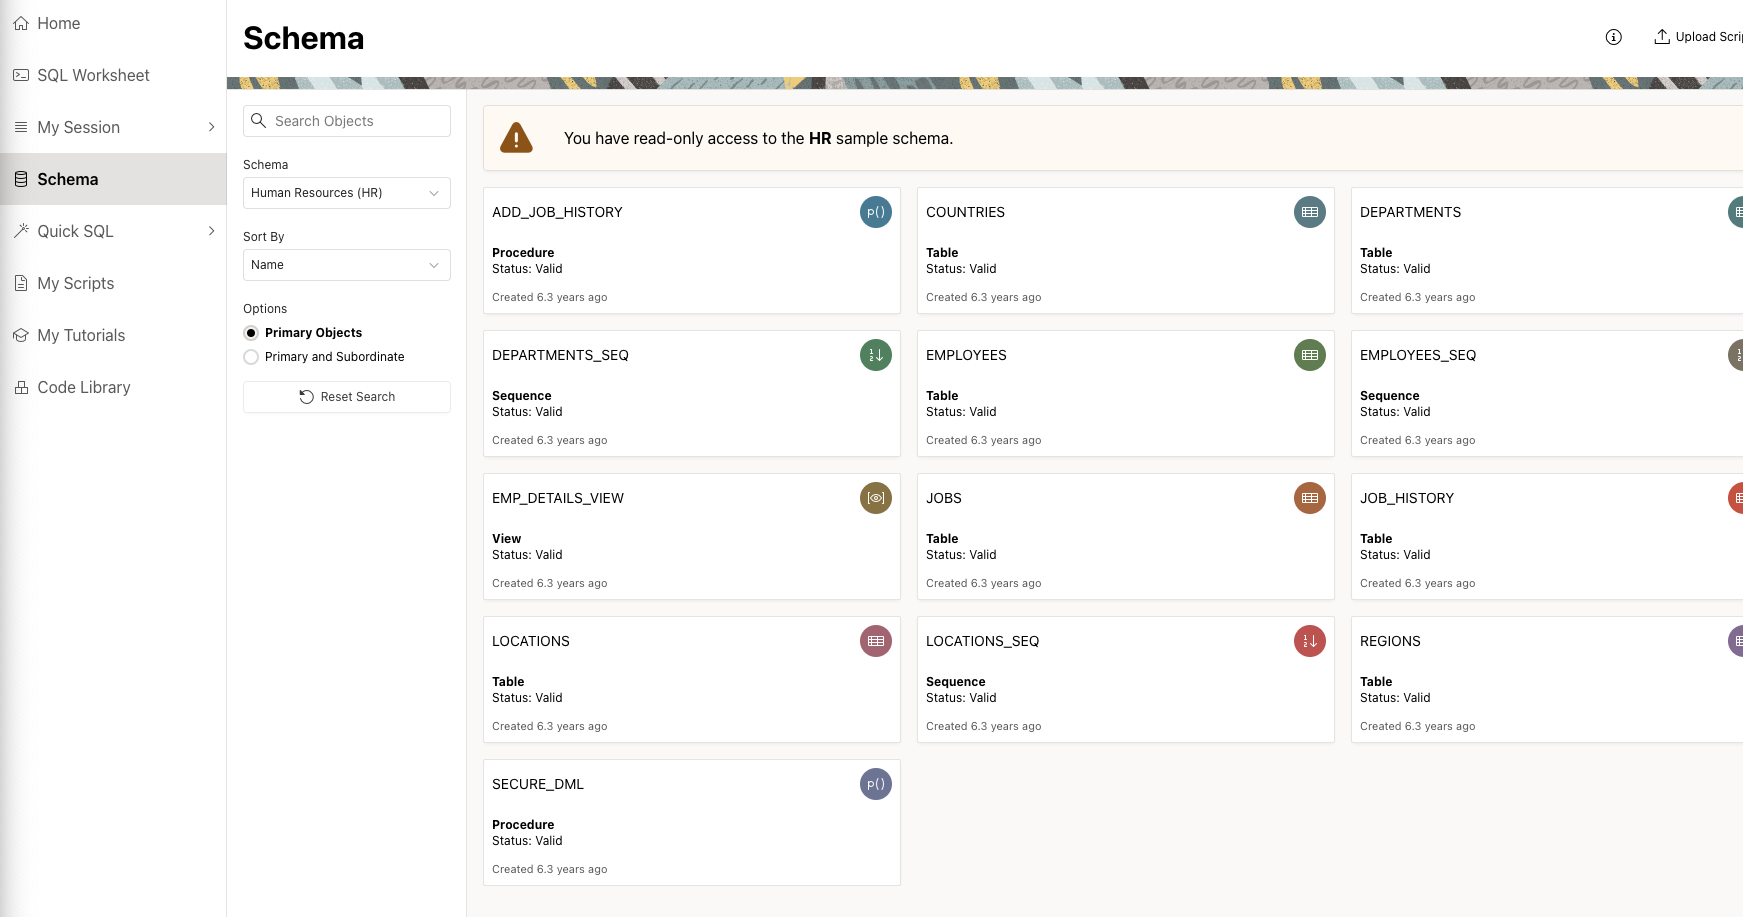 Home
SQL Worksheet
My Session
Schema
Quick SQL
My Scripts
My Tutorials
Code Library
Schema
Upload
Search Objects
Schema
Human Resources (HR)
Sort By
Name
Options
Primary Objects
Primary and Subordinate
Reset Search
You have read-only access to the HR sample schema.
ADD_JOB_HISTORY
p()
Procedure
Status: Valid
Created 6.3 years ago
COUNTRIES
Table
Status: Valid
Created 6.3 years ago
DEPARTMENTS
Table
Status: Valid
Created 6.3 years ago
DEPARTMENTS_SEQ
Sequence
Status: Valid
Created 6.3 years ago
EMPLOYEES
Table
Status: Valid
Created 6.3 years ago
EMPLOYEES_SEQ
Sequence
Status: Valid
Created 6.3 years ago
EMP_DETAILS_VIEW
View
Status: Valid
Created 6.3 years ago
JOBS
Table
Status: Valid
Created 6.3 years ago
JOB_HISTORY
Table
Status: Valid
Created 6.3 years ago
LOCATIONS
Table
Status: Valid
Created 6.3 years ago
LOCATIONS_SEQ
Sequence
Status: Valid
Created 6.3 years ago
REGIONS
Table
Status: Valid
Created 6.3 years ago
SECURE_DML
p()
Procedure
Status: Valid
Created 6.3 years ago